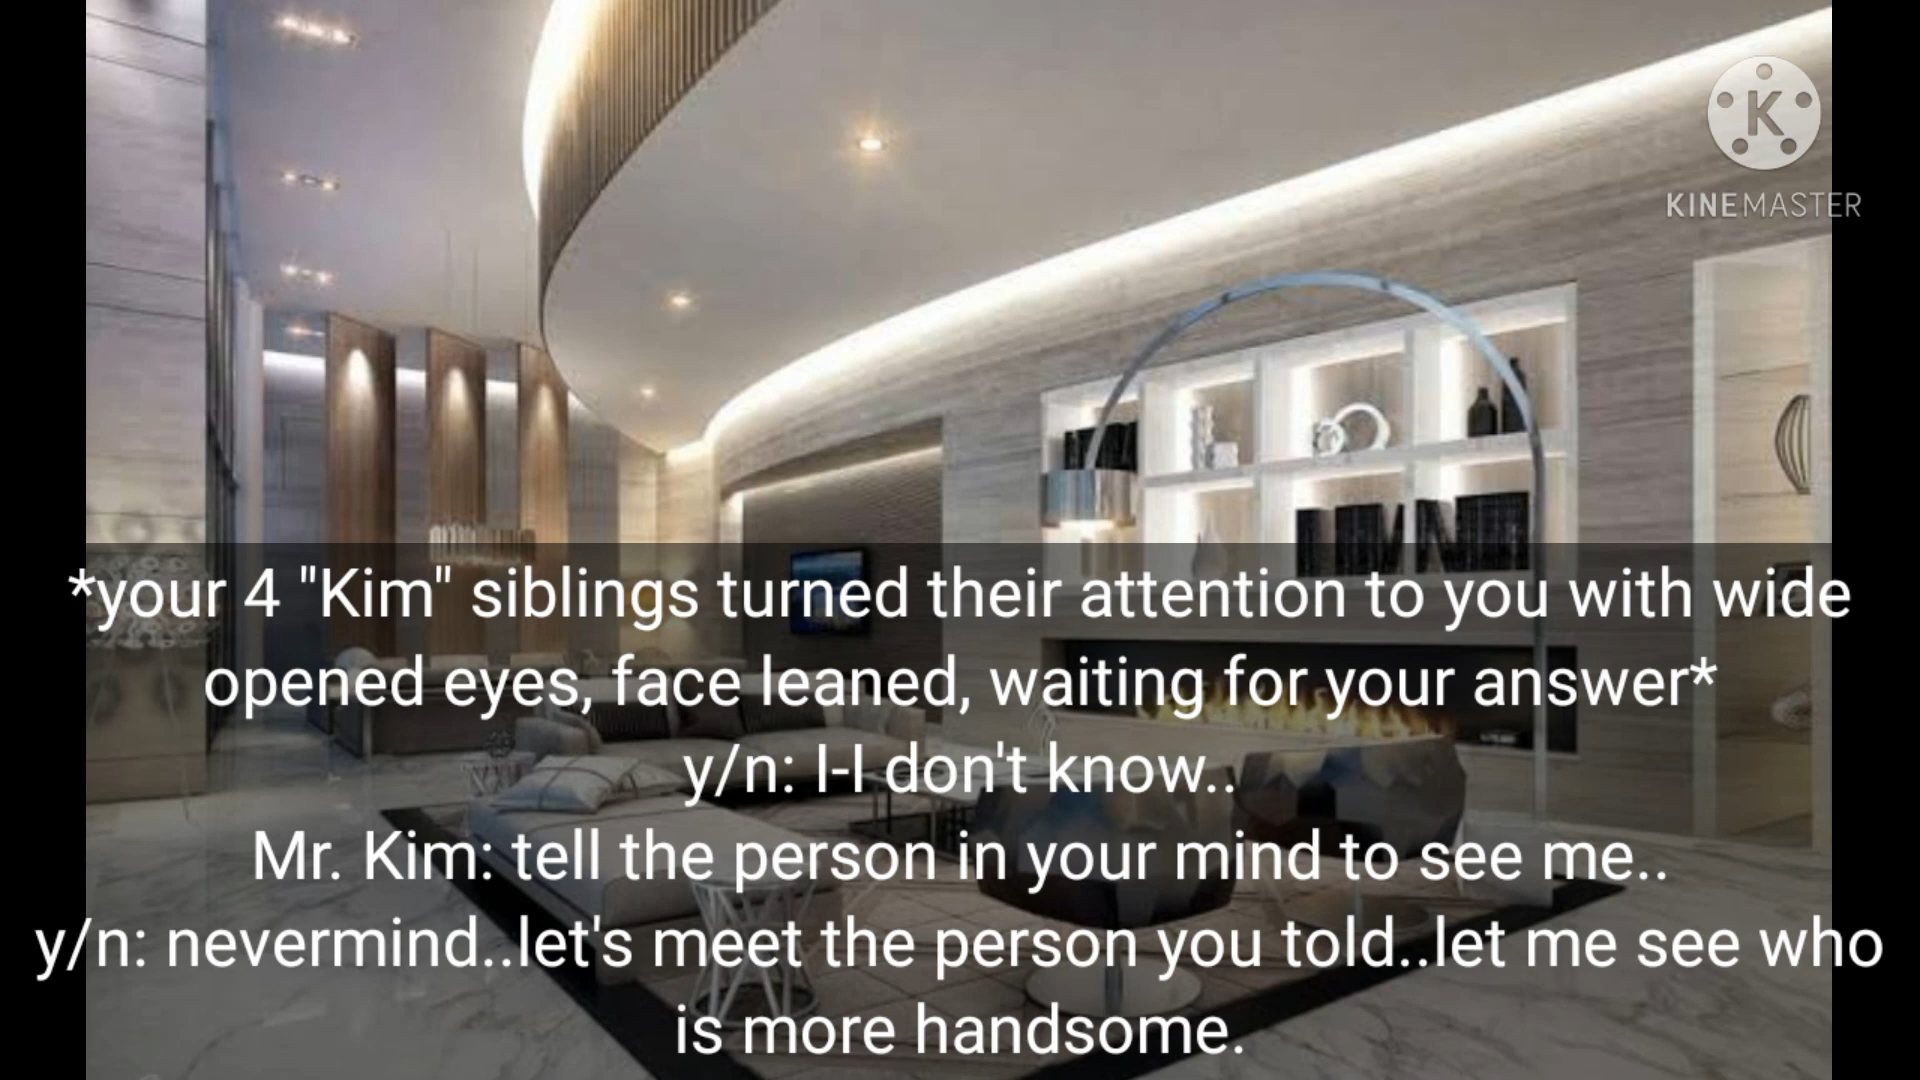 KINEMASTER
*your 4 "Kim" siblings turned their attention to you with wide
opened eyes, face leaned, waiting for your answer*
y/n: I-I don't know..
Mr. Kim: tell the person in your mind to see me..
y/n: nevermind..let's meet the person you told..let me see who
is more handsome.